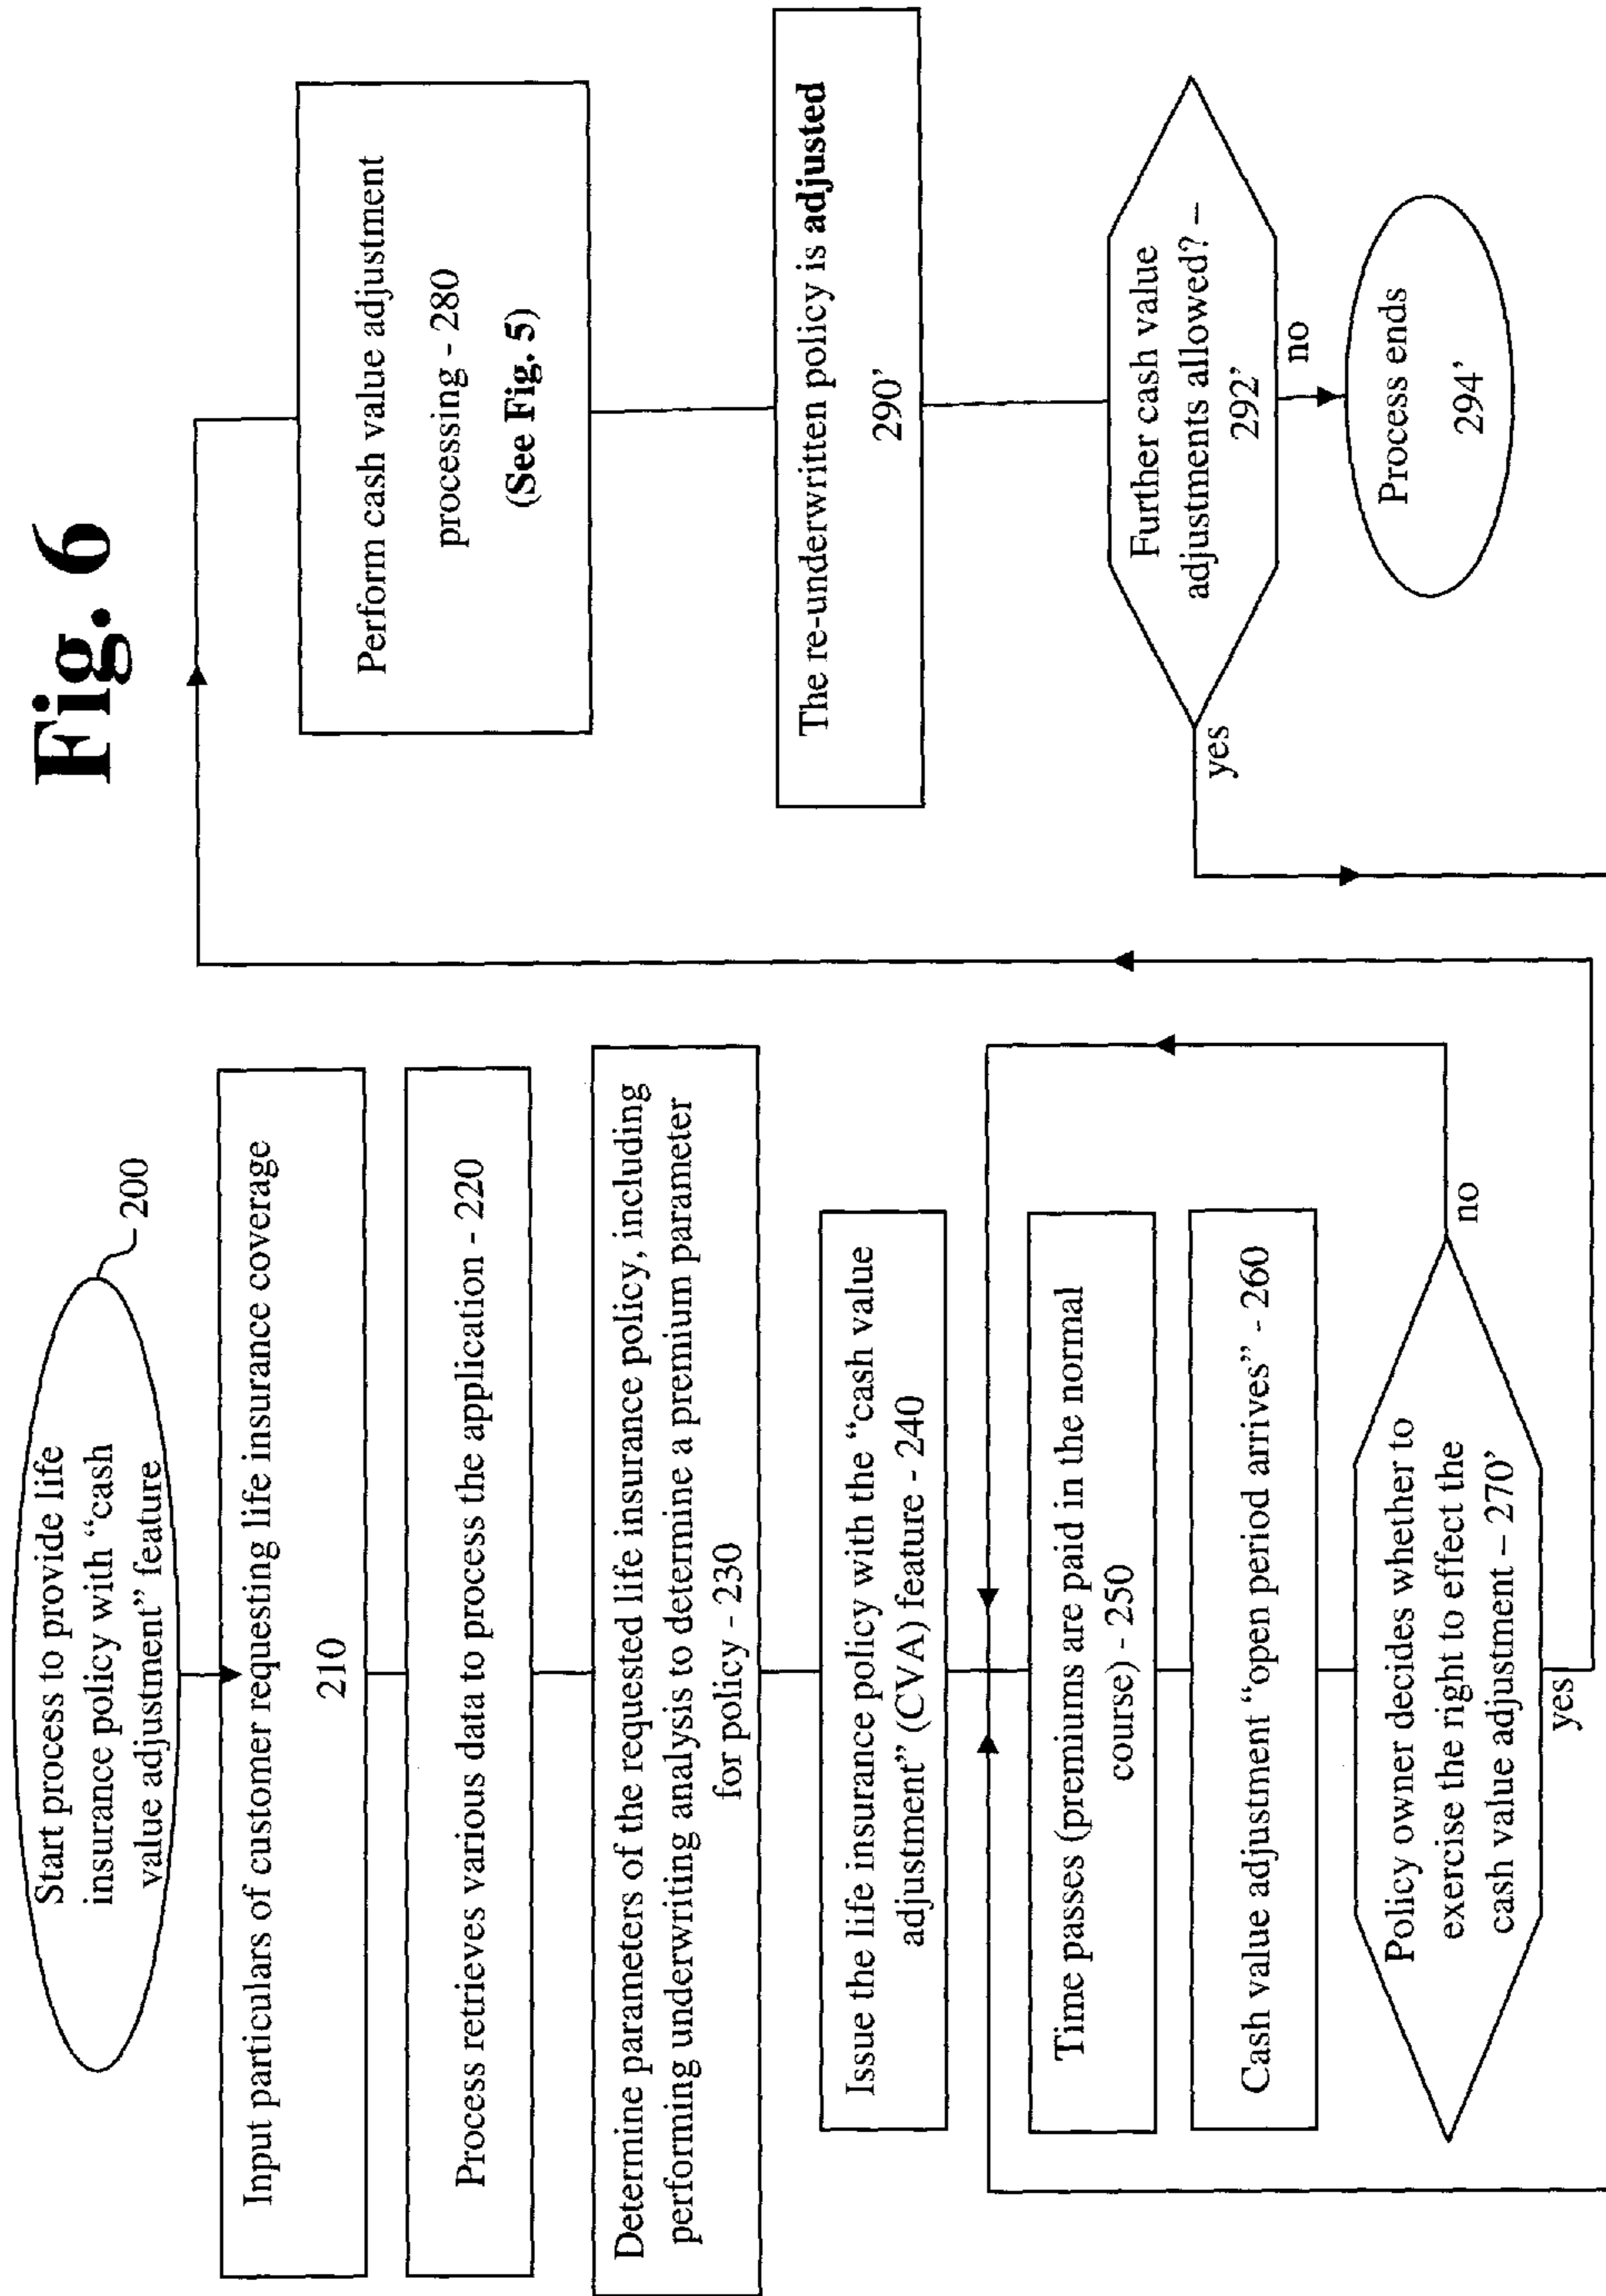 Fig. 6
Start process to provide life
insurance policy with “cash
value adjustment” feature
200
Input particulars of customer requesting life insurance coverage
210
Process retrieves various data to process the application - 220
Determine parameters of the requested life insurance policy, including
performing underwriting analysis to determine a premium parameter
for policy - 230
Issue the life insurance policy with the “cash value
adjustment” (CVA) feature - 240
Time passes (premiums are paid in the normal
course) - 250
Cash value adjustment “open period arrives” - 260
Policy owner decides whether to
exercise the right to effect the
cash value adjustment – 270’
no
yes
Perform cash value adjustment
processing - 280
(See Fig. 5)
The re-underwritten policy is adjusted
290’
Further cash value
adjustments allowed? –
292’
yes
no
Process ends
294’